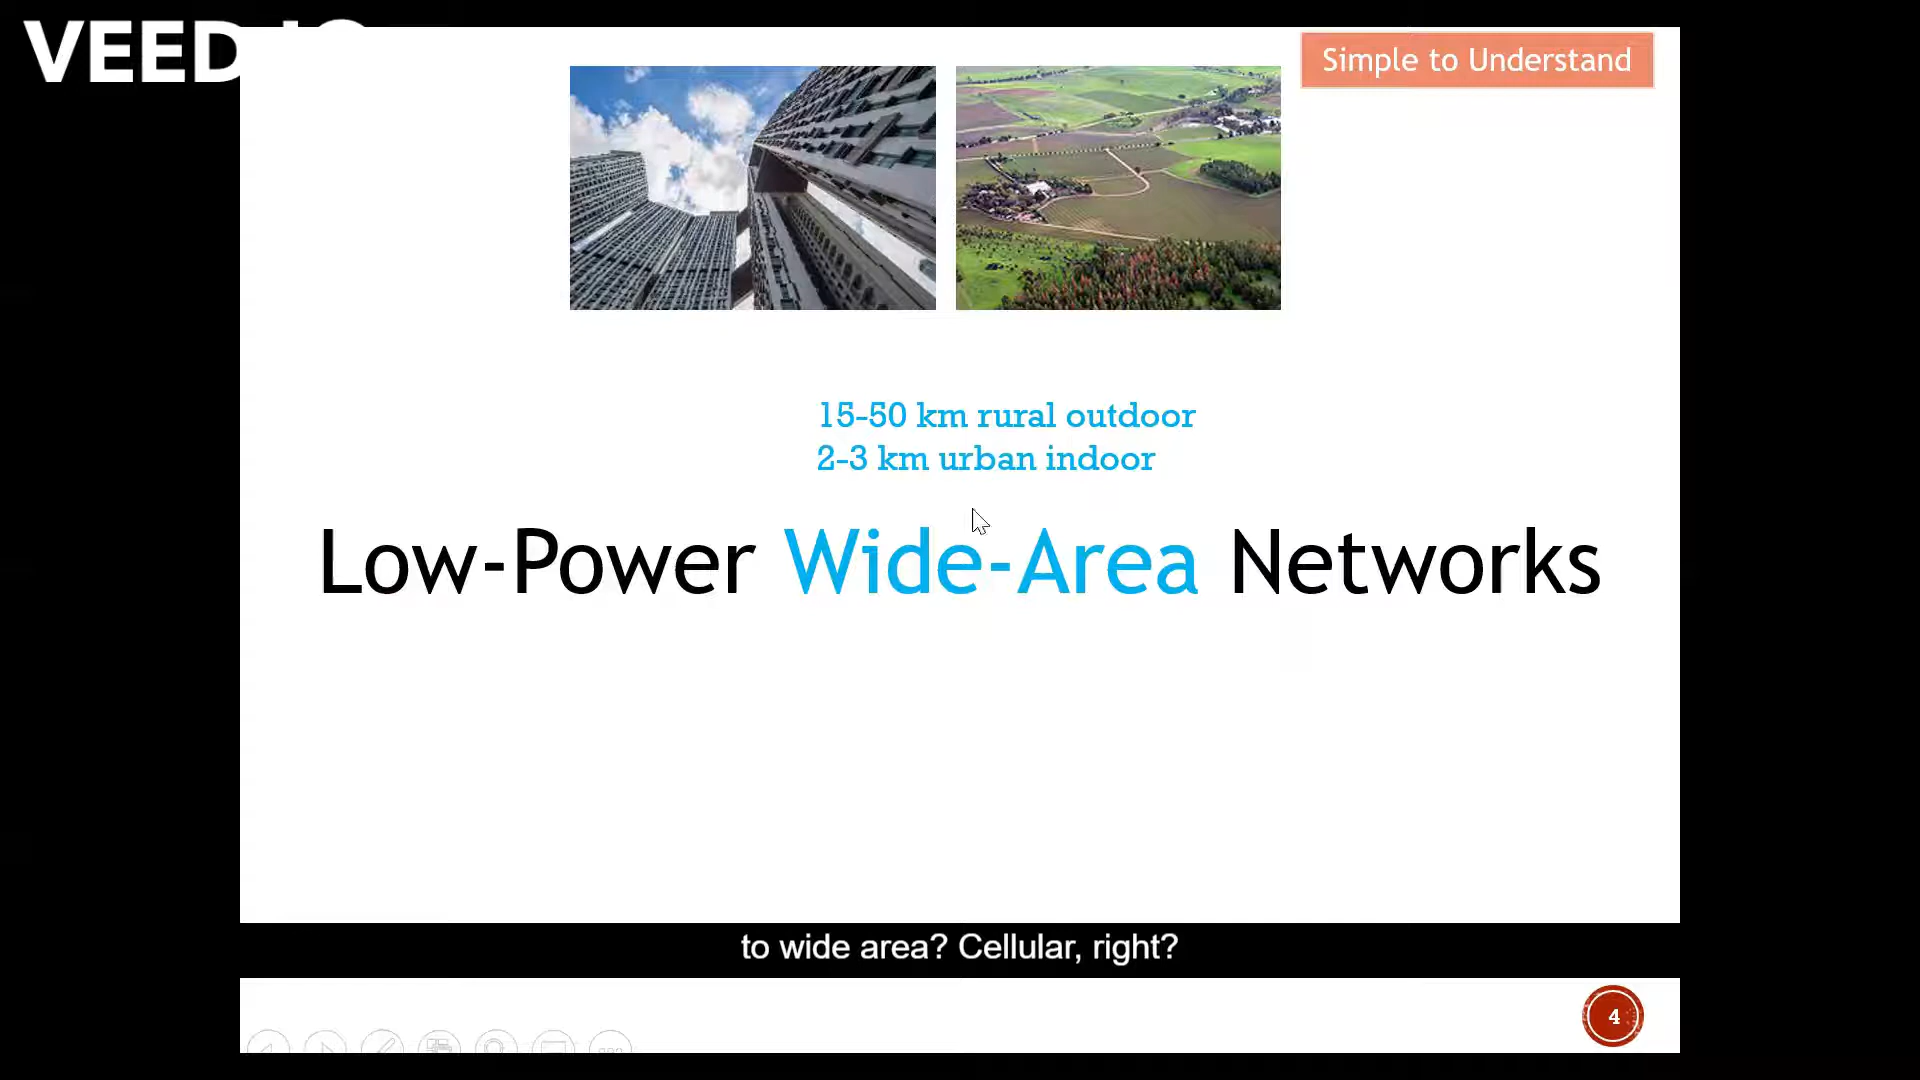 VEED
Simple to Understand
15-50 km rural outdoor
2-3 km urban indoor
Low-Power Wide-Area Networks
to wide area? Cellular, right?
4